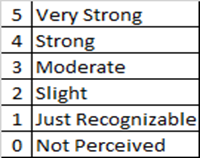 5 Very Strong
4 Strong
3 Moderate
2 Slight
1 Just Recognizable
0 Not Perceived